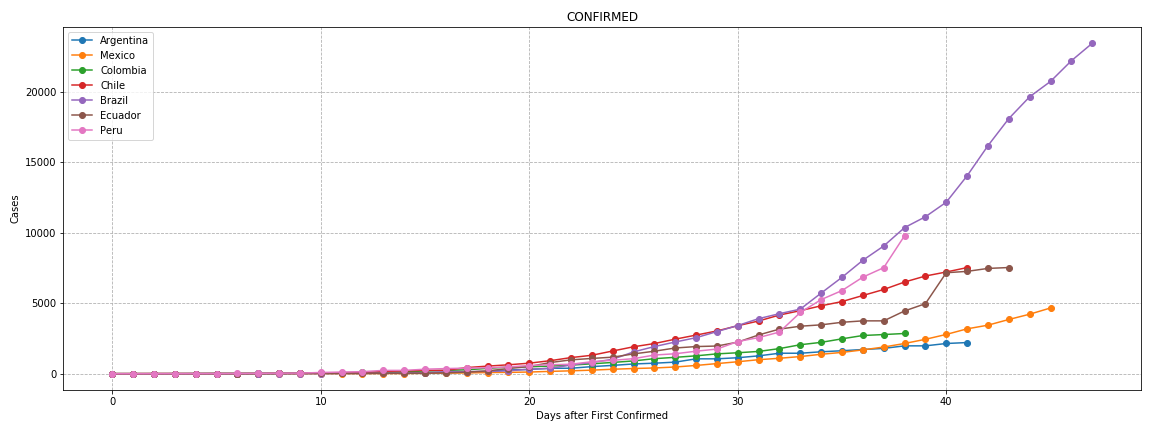 CONFIRMED
Argentina
Mexico
Colombia
Chile
Brazil
Ecuador
Peru
Cases
20000
15000
10000
5000
0
0 10 20 30 40
Days after First Confirmed